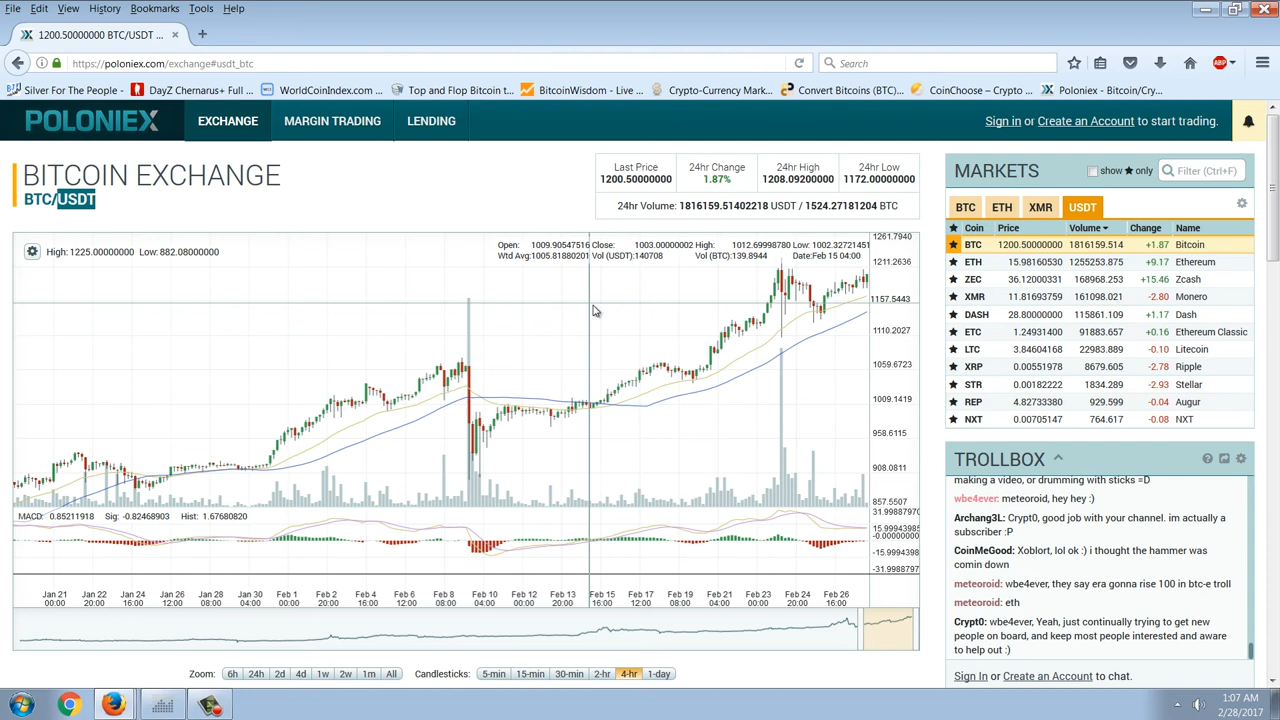 File Edit View History Bookmarks Tools Help
1200.50000000 BTC/USDT ...
https://poloniex.com/exchange#usdt_btc
Search
Silver For The People - ... DayZ Chernarus+ Full ... WorldCoinIndex.com ... Top and Flop Bitcoin t... BitcoinWisdom - Live ... Crypto-Currency Mark... Convert Bitcoins (BTC)... CoinChoose – Crypto ... Poloniex - Bitcoin/Cry...
POLONIEX EXCHANGE MARGIN TRADING LENDING Sign in or Create an Account to start trading.
BITCOIN EXCHANGE
BTC/USDT
Last Price 24hr Change 24hr High 24hr Low
1200.50000000 1.87% 1208.09200000 1172.00000000
24hr Volume: 1816159.51402218 USDT / 1524.27181204 BTC
High: 1225.00000000 Low: 882.08000000
Open: 1009.90547516 Close: 1003.00000002 High: 1012.69998780 Low: 1002.32721451
Wtd Avg:1005.81880201 Vol (USDT):140708 Vol (BTC):139.8944 Date:Feb 15 04:00
1261.7940
1211.2636
1157.5443
1110.2027
1059.6723
1009.1419
958.6115
908.0811
857.5507
MACD: 0.85211918 Sig: -0.82468903 Hist: 1.67680820
31.9988797
15.9994398
-0.0000000
-15.9994398
-31.9988797
Jan 21 Jan 22 Jan 24 Jan 26 Jan 28 Jan 30 Feb 1 Feb 2 Feb 4 Feb 6 Feb 8 Feb 10 Feb 12 Feb 13 Feb 15 Feb 17 Feb 19 Feb 21 Feb 23 Feb 24 Feb 26
00:00 20:00 16:00 12:00 08:00 04:00 00:00 20:00 16:00 12:00 08:00 04:00 00:00 20:00 16:00 12:00 08:00 04:00 00:00 20:00 16:00
Zoom: 6h 24h 2d 4d 1w 2w 1m All Candlesticks: 5-min 15-min 30-min 2-hr 4-hr 1-day
MARKETS show ★ only Filter (Ctrl+F)
BTC ETH XMR USDT
Coin Price Volume Change Name
BTC 1200.50000000 1816159.514 +1.87 Bitcoin
ETH 15.98160530 1255253.875 +9.17 Ethereum
ZEC 36.12000331 168968.253 +15.46 Zcash
XMR 11.81693759 161098.021 -2.80 Monero
DASH 28.80000000 115861.109 +1.17 Dash
ETC 1.24931400 91883.657 +0.16 Ethereum Classic
LTC 3.84604168 22983.889 -0.10 Litecoin
XRP 0.00551978 8679.605 -2.78 Ripple
STR 0.00182222 1834.289 -2.93 Stellar
REP 4.82733380 929.599 -0.04 Augur
NXT 0.00705147 764.617 -0.08 NXT
TROLLBOX
making a video, or drumming with sticks =D
wbe4ever: meteoroid, hey hey :)
Archang3L: Crypt0, good job with your channel. im actually a
subscriber :P
CoinMeGood: Xoblort, lol ok :) i thought the hammer was
comin down
meteoroid: wbe4ever, they say era gonna rise 100 in btc-e troll
meteoroid: eth
Crypt0: wbe4ever, Yeah, just continually trying to get new
people on board, and keep most people interested and aware
to help out :)
Sign In or Create an Account to chat.
1:07 AM
2/28/2017